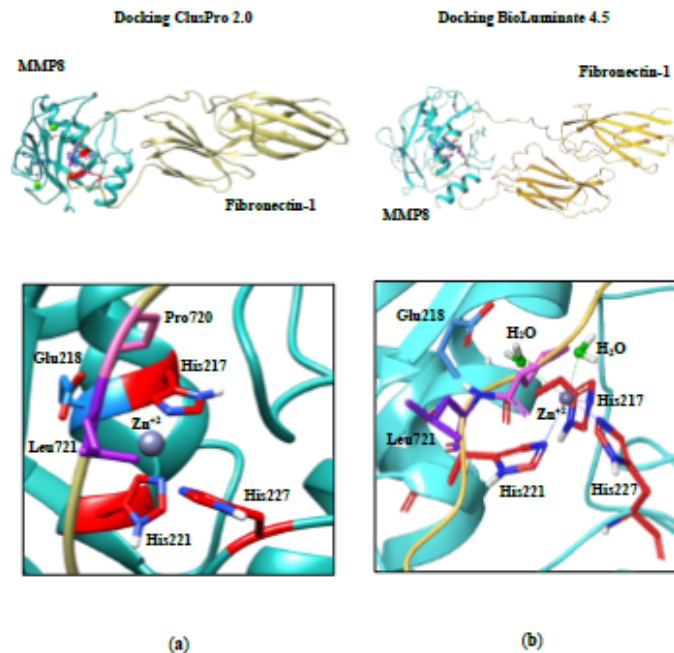 Docking ClusPro 2.0
MMP8
Fibronectin-1
Docking BioLuminate 4.5
Fibronectin-1
MMP8
Pro720
Glu218
His217
Zn⁺²
Leu721
His227
His221
(a)
Glu218
H₂O
H₂O
His217
Zn⁺²
Leu721
His221
His227
(b)